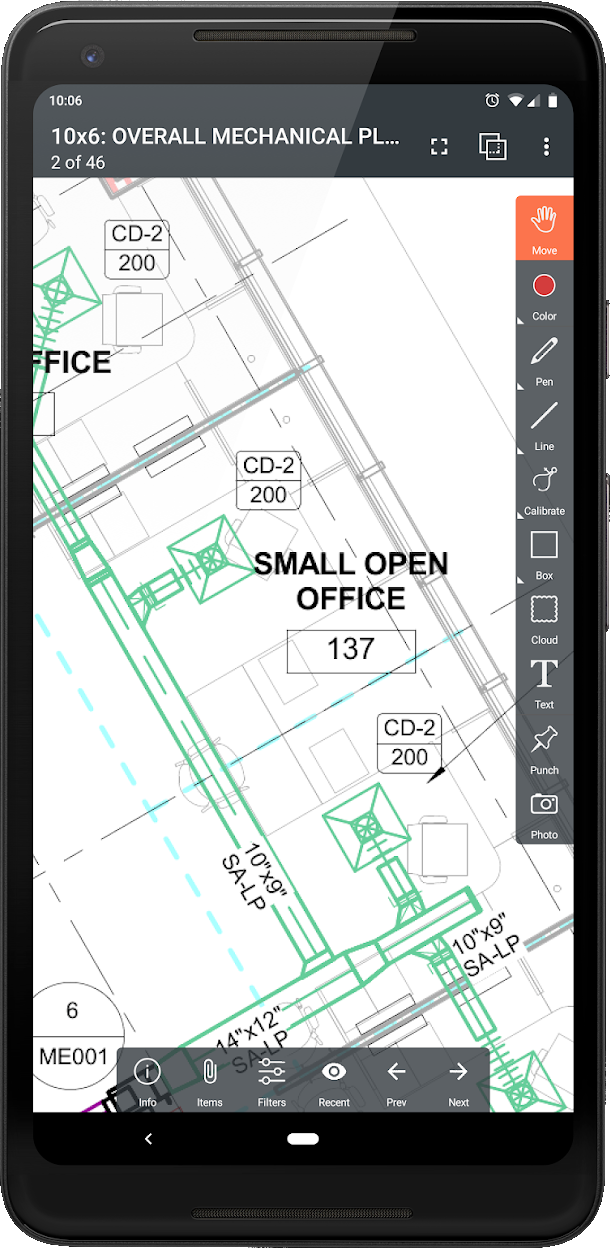 10:06
10x6: OVERALL MECHANICAL PL...
2 of 46
Move
Color
Pen
Line
Calibrate
Box
Cloud
Text
Punch
Photo
CD-2
200
FFICE
CD-2
200
SMALL OPEN
OFFICE
137
CD-2
200
10"x9"
SA-LP
10"x9"
SA-LP
14"x12"
SA-LP
6
ME001
Info
Items
Filters
Recent
Prev
Next